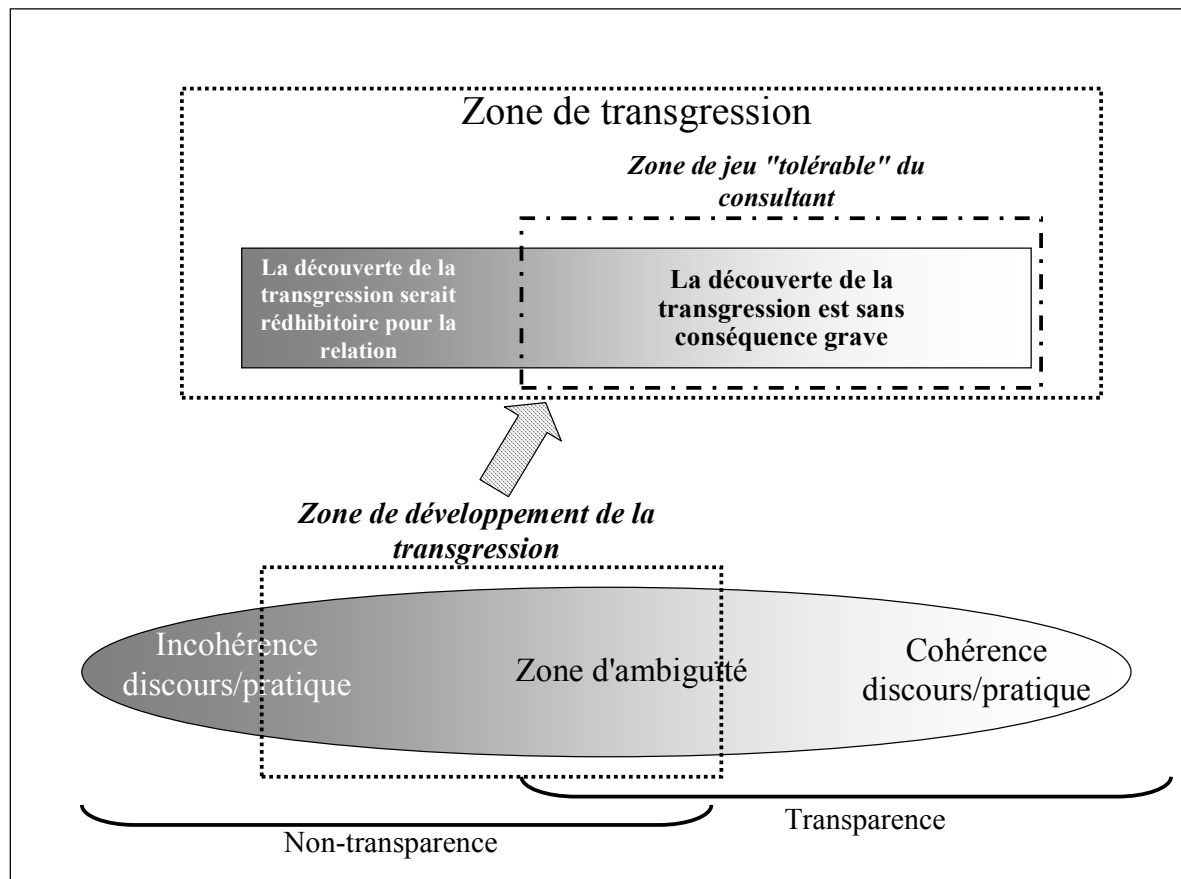 Zone de transgression
Zone de jeu "tolérable" du
consultant
La découverte de la
transgression serait
rédhibitoire pour la
relation
La découverte de la
transgression est sans
conséquence grave
Zone de développement de la
transgression
Incohérence
discours/pratique
Zone d'ambiguïté
Cohérence
discours/pratique
Non-transparence
Transparence